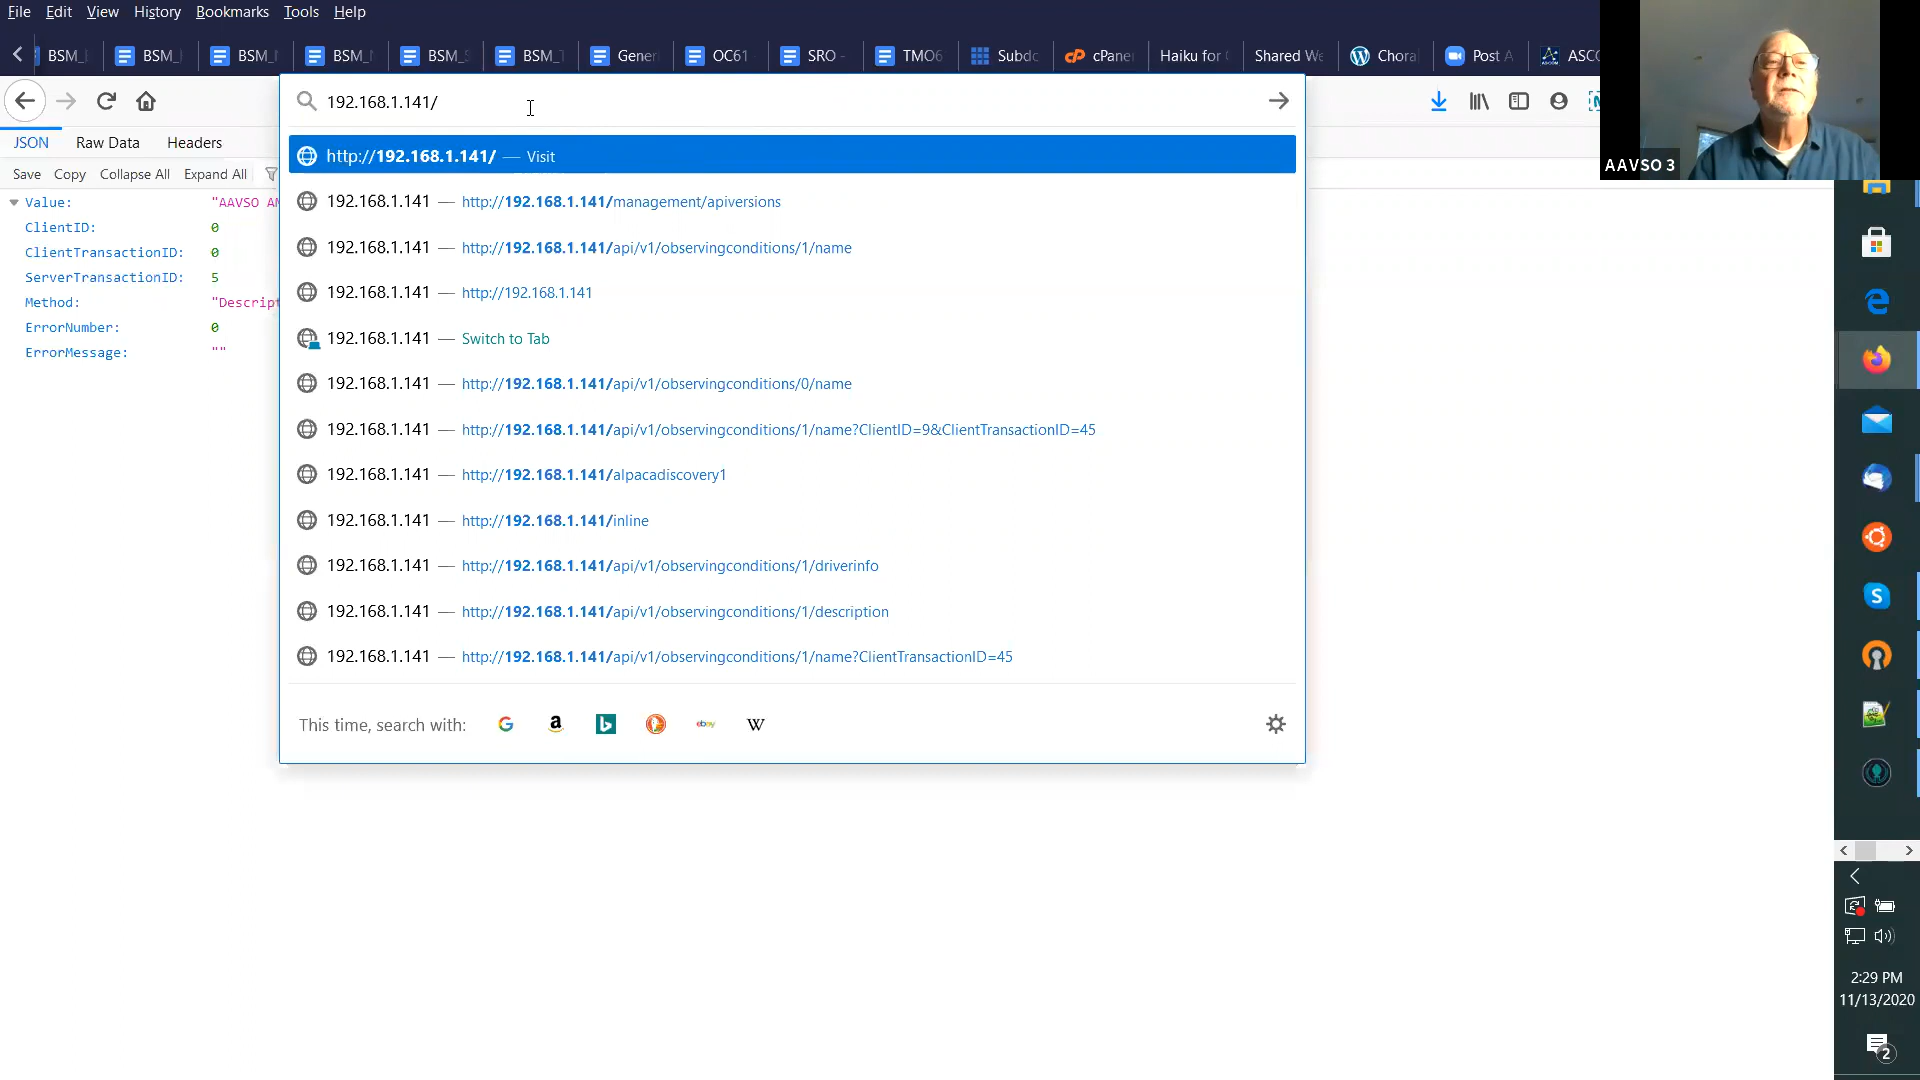 File Edit View History Bookmarks Tools Help
BSM_ BSM_ BSM_ BSM_ BSM_ BSM_ Gener OC61 SRO - TMO6 Subdo cPane Haiku for Shared We Chora Post A ASCO
192.168.1.141/
JSON Raw Data Headers
http://192.168.1.141/ — Visit
Save Copy Collapse All Expand All
AAVSO 3
Value: "AAVSO
192.168.1.141 — http://192.168.1.141/management/apiversions
ClientID: 0
192.168.1.141 — http://192.168.1.141/api/v1/observingconditions/1/name
ClientTransactionID: 0
ServerTransactionID: 5
192.168.1.141 — http://192.168.1.141
Method: "Descript
ErrorNumber: 0
192.168.1.141 — Switch to Tab
ErrorMessage: ""
192.168.1.141 — http://192.168.1.141/api/v1/observingconditions/0/name
192.168.1.141 — http://192.168.1.141/api/v1/observingconditions/1/name?ClientID=9&ClientTransactionID=45
192.168.1.141 — http://192.168.1.141/alpacadiscovery1
192.168.1.141 — http://192.168.1.141/inline
192.168.1.141 — http://192.168.1.141/api/v1/observingconditions/1/driverinfo
192.168.1.141 — http://192.168.1.141/api/v1/observingconditions/1/description
192.168.1.141 — http://192.168.1.141/api/v1/observingconditions/1/name?ClientTransactionID=45
This time, search with: G a b ebay W
2:29 PM
11/13/2020
2